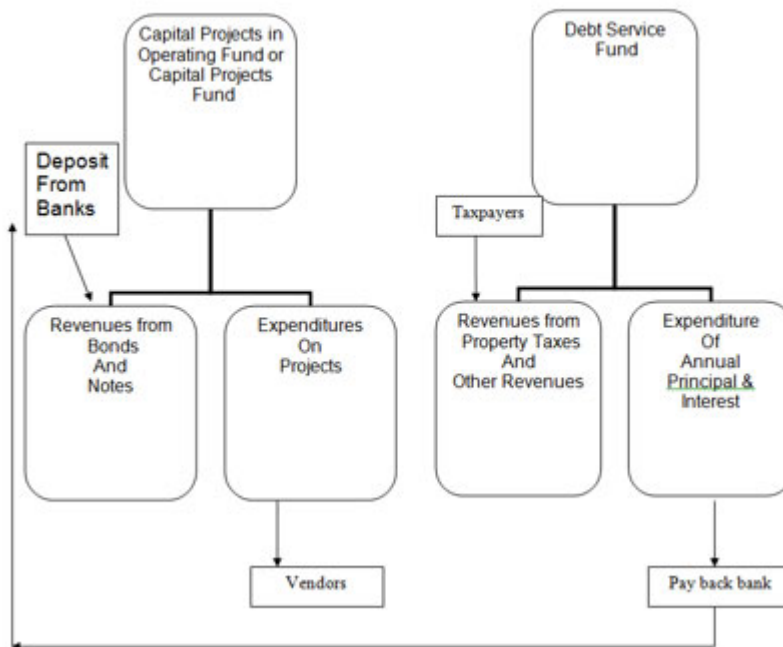 Capital Projects in
Operating Fund or
Capital Projects
Fund
Debt Service
Fund
Deposit
From
Banks
Taxpayers
Revenues from
Bonds
And
Notes
Expenditures
On
Projects
Revenues from
Property Taxes
And
Other Revenues
Expenditure
Of
Annual
Principal &
Interest
Vendors
Pay back bank